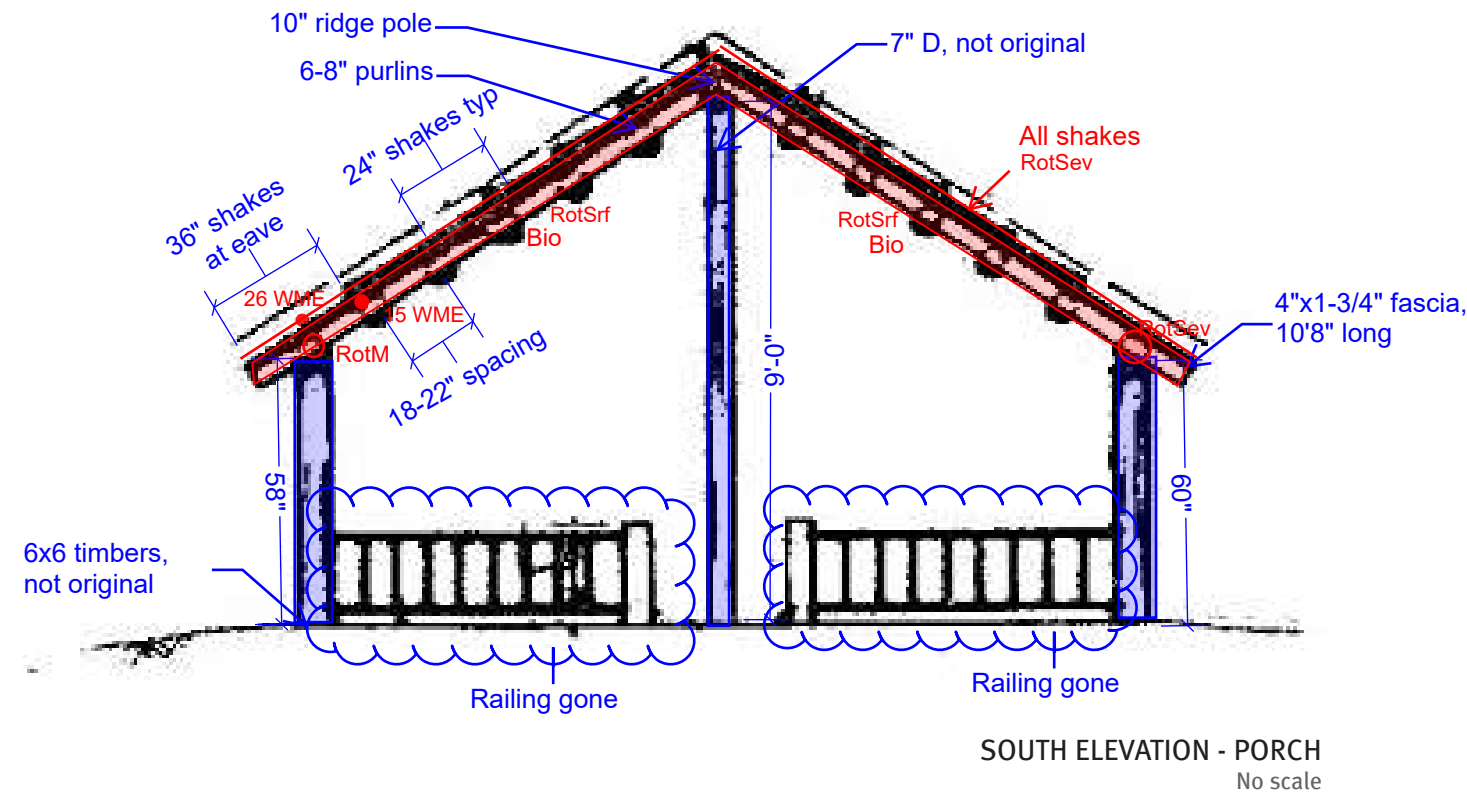 10" ridge pole
6-8" purlins
7" D, not original
24" shakes typ
36" shakes
at eave
All shakes
RotSev
RotSrf
Bio
RotSrf
Bio
26 WME
15 WME
RotM
18-22" spacing
RotSev
4"x1-3/4" fascia,
10'8" long
9'-0"
58"
60"
6x6 timbers,
not original
Railing gone
Railing gone
SOUTH ELEVATION - PORCH
No scale